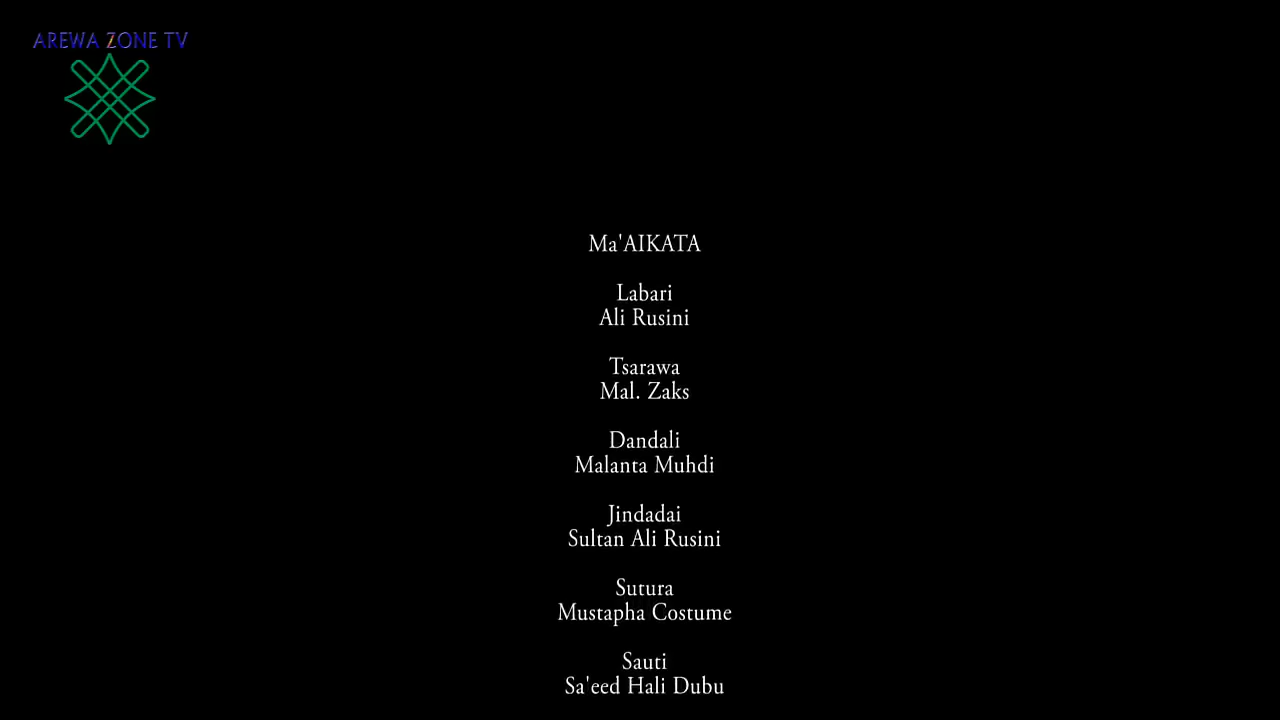 AREWA ZONE TV
Ma'AIKATA
Labari
Ali Rusini
Tsarawa
Mal. Zaks
Dandali
Malanta Muhdi
Jindadai
Sultan Ali Rusini
Sutura
Mustapha Costume
Sauti
Sa'eed Hali Dubu